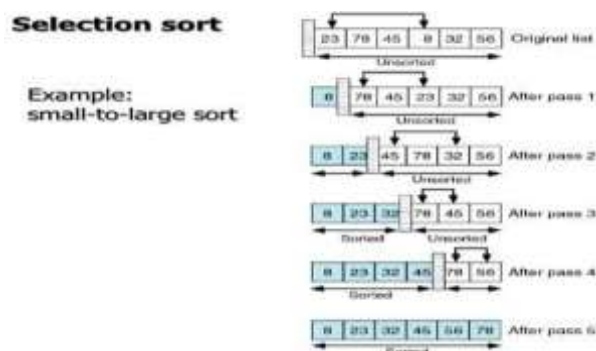 Selection sort
Example:
small-to-large sort
23 78 45 8 32 56 Original list
Unsorted
8 78 45 23 32 56 After pass 1
Unsorted
8 23 45 78 32 56 After pass 2
Unsorted
8 23 32 78 45 56 After pass 3
Sorted Unsorted
8 23 32 45 78 56 After pass 4
Sorted
8 23 32 45 56 78 After pass 5
Sorted